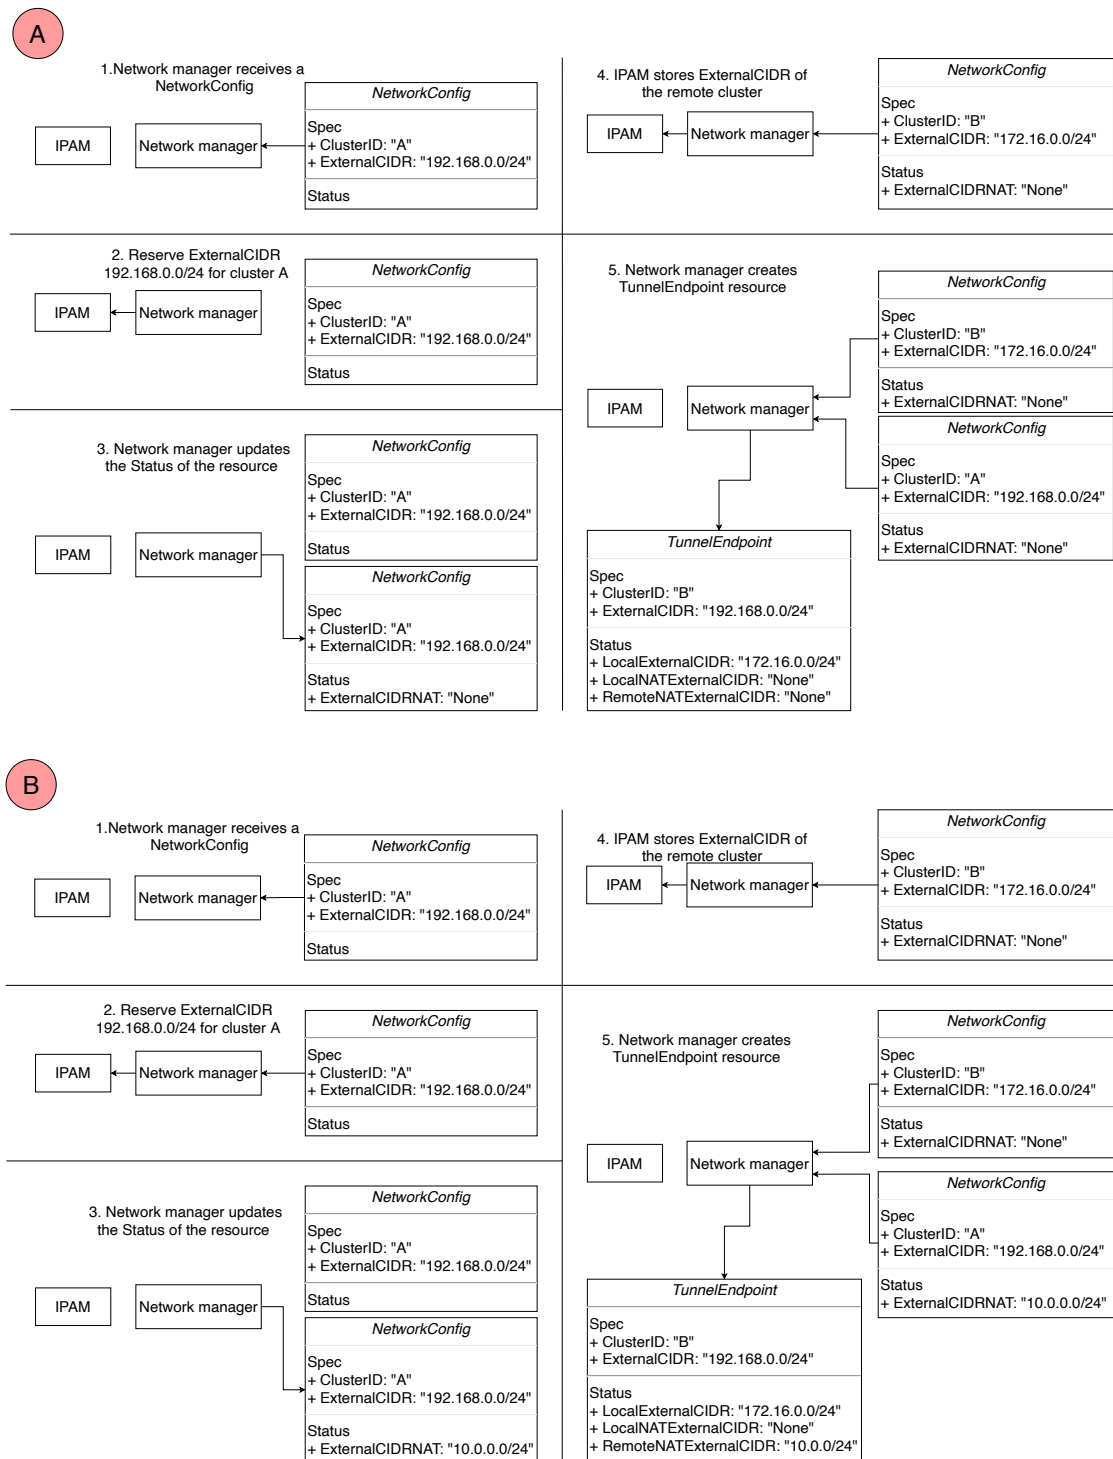 A
1.Network manager receives a
NetworkConfig
IPAM
Network manager
NetworkConfig
Spec
+ ClusterID: "A"
+ ExternalCIDR: "192.168.0.0/24"
Status
2. Reserve ExternalCIDR
192.168.0.0/24 for cluster A
IPAM
Network manager
NetworkConfig
Spec
+ ClusterID: "A"
+ ExternalCIDR: "192.168.0.0/24"
Status
3. Network manager updates
the Status of the resource
IPAM
Network manager
NetworkConfig
Spec
+ ClusterID: "A"
+ ExternalCIDR: "192.168.0.0/24"
Status
NetworkConfig
Spec
+ ClusterID: "A"
+ ExternalCIDR: "192.168.0.0/24"
Status
+ ExternalCIDRNAT: "None"
4. IPAM stores ExternalCIDR of
the remote cluster
IPAM
Network manager
NetworkConfig
Spec
+ ClusterID: "B"
+ ExternalCIDR: "172.16.0.0/24"
Status
+ ExternalCIDRNAT: "None"
5. Network manager creates
TunnelEndpoint resource
IPAM
Network manager
NetworkConfig
Spec
+ ClusterID: "B"
+ ExternalCIDR: "172.16.0.0/24"
Status
+ ExternalCIDRNAT: "None"
NetworkConfig
Spec
+ ClusterID: "A"
+ ExternalCIDR: "192.168.0.0/24"
Status
+ ExternalCIDRNAT: "None"
TunnelEndpoint
Spec
+ ClusterID: "B"
+ ExternalCIDR: "192.168.0.0/24"
Status
+ LocalExternalCIDR: "172.16.0.0/24"
+ LocalNATExternalCIDR: "None"
+ RemoteNATExternalCIDR: "None"
B
1.Network manager receives a
NetworkConfig
IPAM
Network manager
NetworkConfig
Spec
+ ClusterID: "A"
+ ExternalCIDR: "192.168.0.0/24"
Status
2. Reserve ExternalCIDR
192.168.0.0/24 for cluster A
IPAM
Network manager
NetworkConfig
Spec
+ ClusterID: "A"
+ ExternalCIDR: "192.168.0.0/24"
Status
3. Network manager updates
the Status of the resource
IPAM
Network manager
NetworkConfig
Spec
+ ClusterID: "A"
+ ExternalCIDR: "192.168.0.0/24"
Status
NetworkConfig
Spec
+ ClusterID: "A"
+ ExternalCIDR: "192.168.0.0/24"
Status
+ ExternalCIDRNAT: "10.0.0.0/24"
4. IPAM stores ExternalCIDR of
the remote cluster
IPAM
Network manager
NetworkConfig
Spec
+ ClusterID: "B"
+ ExternalCIDR: "172.16.0.0/24"
Status
+ ExternalCIDRNAT: "None"
5. Network manager creates
TunnelEndpoint resource
IPAM
Network manager
NetworkConfig
Spec
+ ClusterID: "B"
+ ExternalCIDR: "172.16.0.0/24"
Status
+ ExternalCIDRNAT: "None"
NetworkConfig
Spec
+ ClusterID: "A"
+ ExternalCIDR: "192.168.0.0/24"
Status
+ ExternalCIDRNAT: "10.0.0.0/24"
TunnelEndpoint
Spec
+ ClusterID: "B"
+ ExternalCIDR: "192.168.0.0/24"
Status
+ LocalExternalCIDR: "172.16.0.0/24"
+ LocalNATExternalCIDR: "None"
+ RemoteNATExternalCIDR: "10.0.0/24"